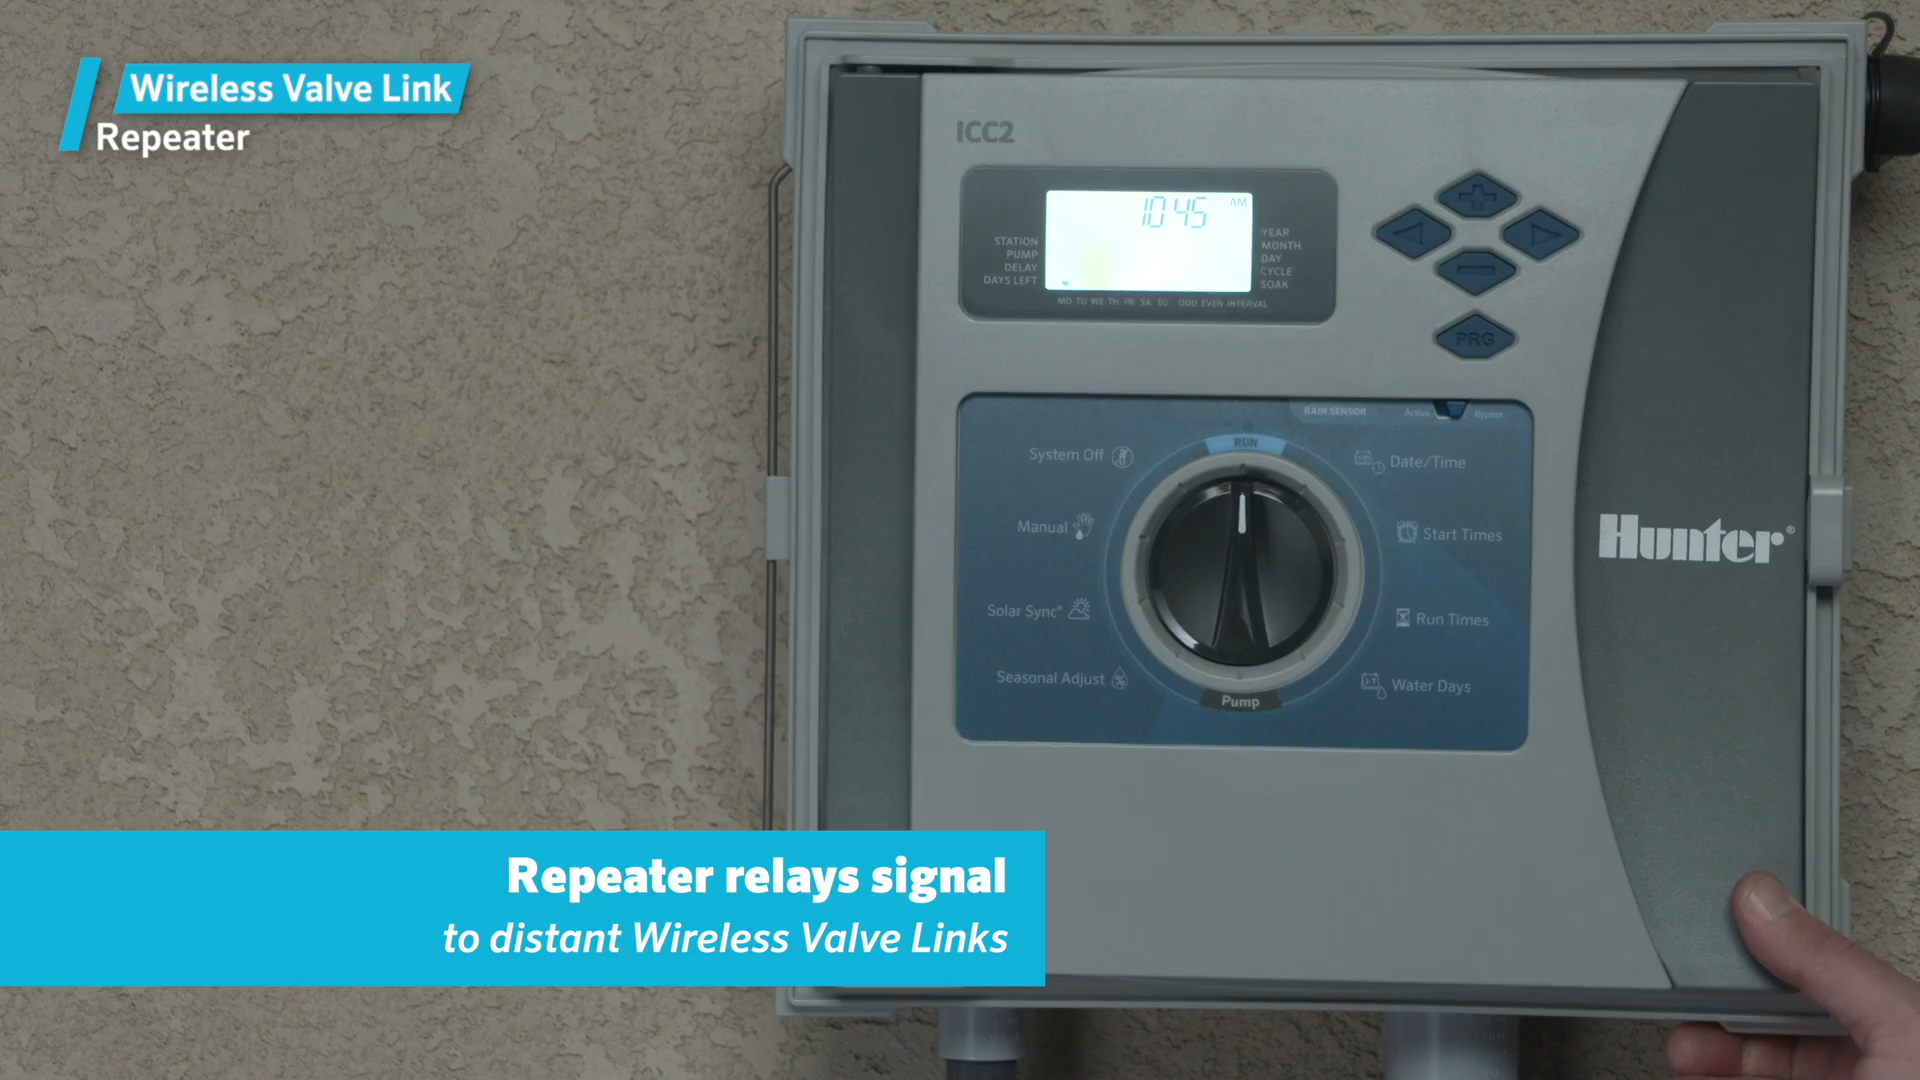 Wireless Valve Link
Repeater
ICC2
10 45 AM
STATION
PUMP
DELAY
DAYS LEFT
YEAR
MONTH
DAY
CYCLE
SOAK
MO TU WE TH FR SA SU ODD EVEN INTERVAL
PRG
RAIN SENSOR Active Bypass
RUN
System Off
Date/Time
Manual
Start Times
Solar Sync®
Run Times
Seasonal Adjust
Water Days
Pump
Hunter®
Repeater relays signal
to distant Wireless Valve Links